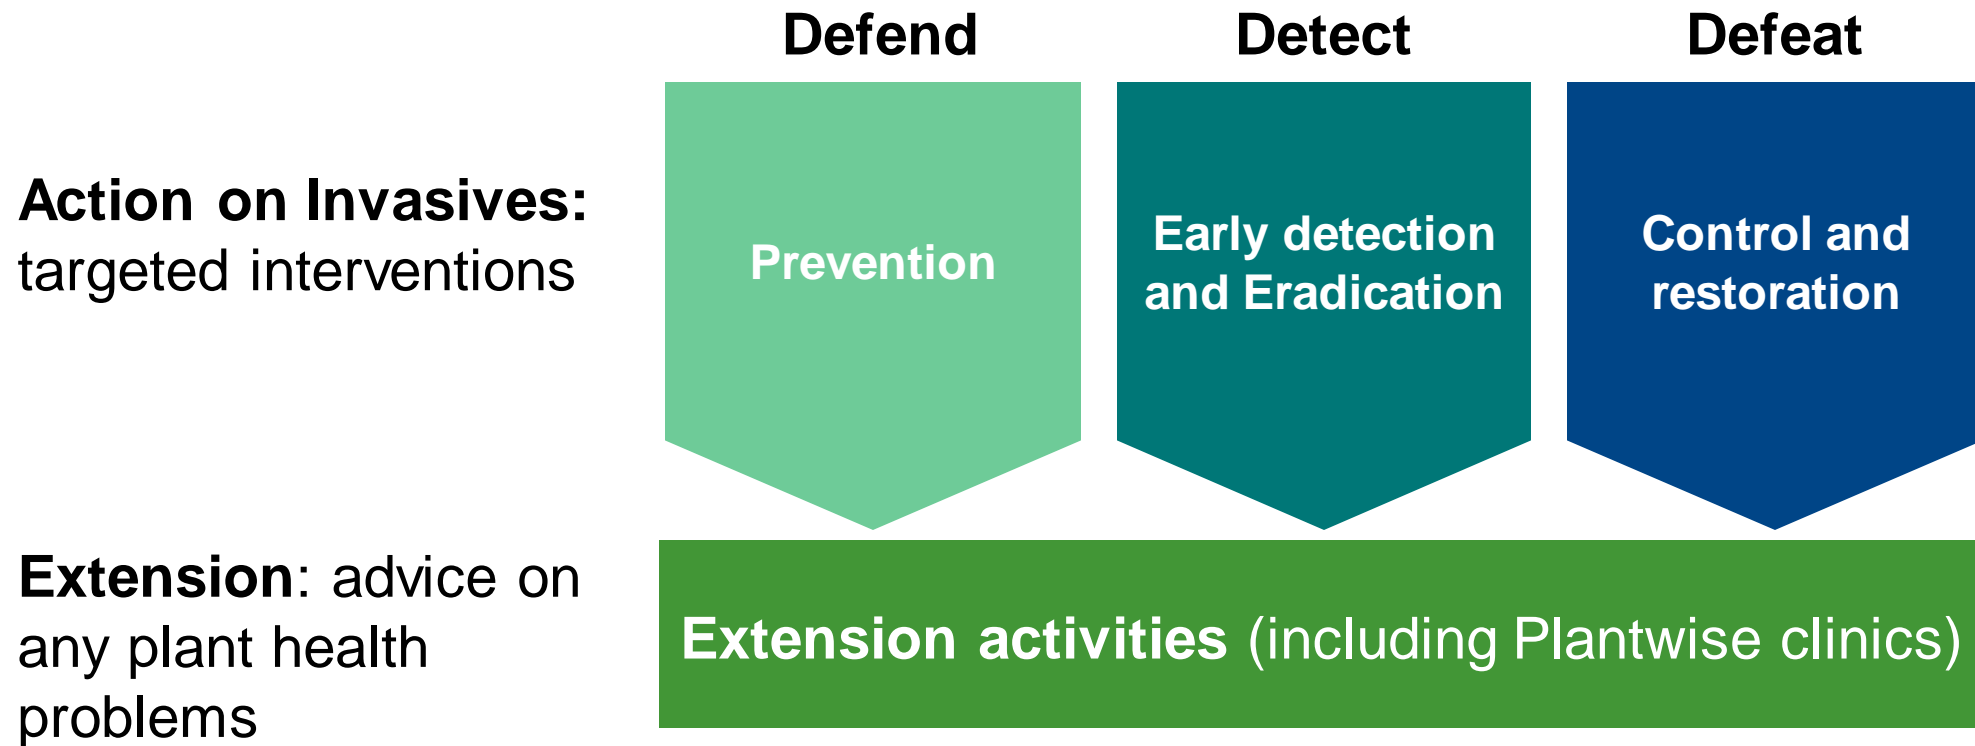 Defend
Detect
Defeat
Action on Invasives:
targeted interventions
Prevention
Early detection
and Eradication
Control and
restoration
Extension: advice on
any plant health
problems
Extension activities (including Plantwise clinics)